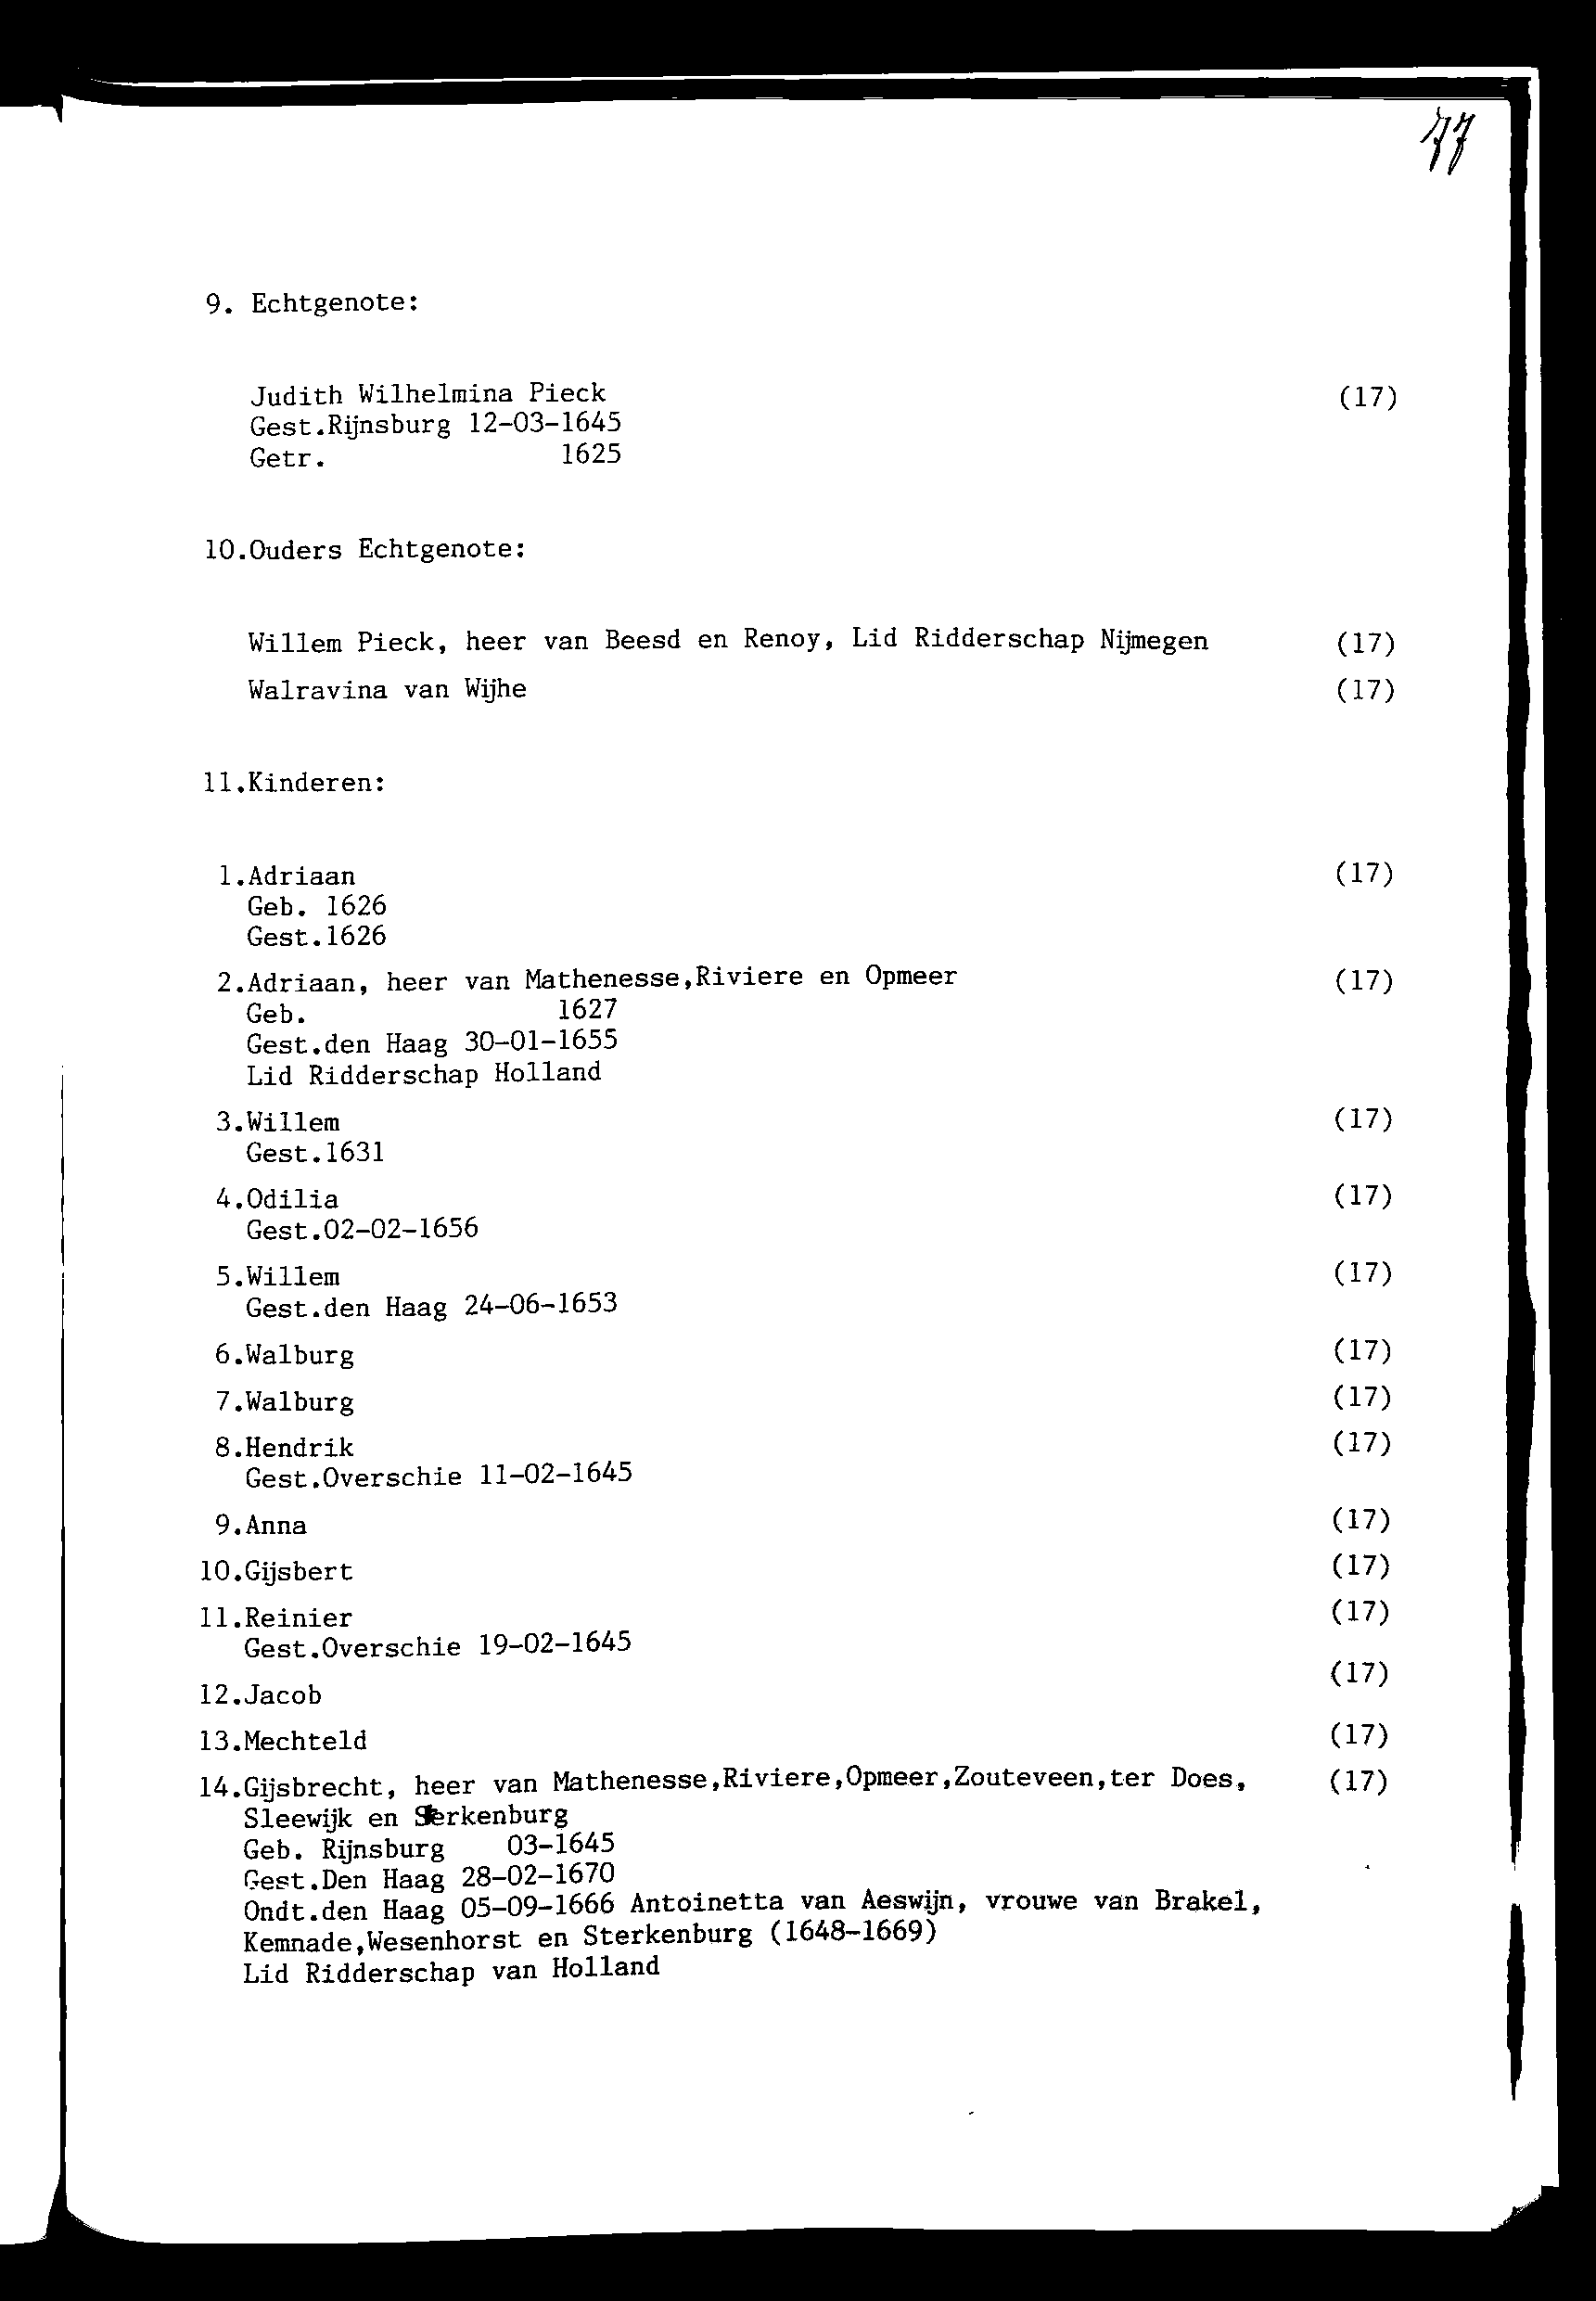 77
9. Echtgenote:
Judith Wilhelmina Pieck (17)
Gest.Rijnsburg 12-03-1645
Getr. 1625
10.Ouders Echtgenote:
Willem Pieck, heer van Beesd en Renoy, Lid Ridderschap Nijmegen (17)
Walravina van Wijhe (17)
11.Kinderen:
1.Adriaan (17)
Geb. 1626
Gest.1626
2.Adriaan, heer van Mathenesse,Riviere en Opmeer (17)
Geb. 1627
Gest.den Haag 30-01-1655
Lid Ridderschap Holland
3.Willem (17)
Gest.1631
4.Odilia (17)
Gest.02-02-1656
5.Willem (17)
Gest.den Haag 24-06-1653
6.Walburg (17)
7.Walburg (17)
8.Hendrik (17)
Gest.Overschie 11-02-1645
9.Anna (17)
10.Gijsbert (17)
11.Reinier (17)
Gest.Overschie 19-02-1645
12.Jacob (17)
13.Mechteld (17)
14.Gijsbrecht, heer van Mathenesse,Riviere,Opmeer,Zouteveen,ter Does, (17)
Sleewijk en Sterkenburg
Geb. Rijnsburg 03-1645
Gest.Den Haag 28-02-1670
Ondt.den Haag 05-09-1666 Antoinetta van Aeswijn, vrouwe van Brakel,
Kemnade,Wesenhorst en Sterkenburg (1648-1669)
Lid Ridderschap van Holland